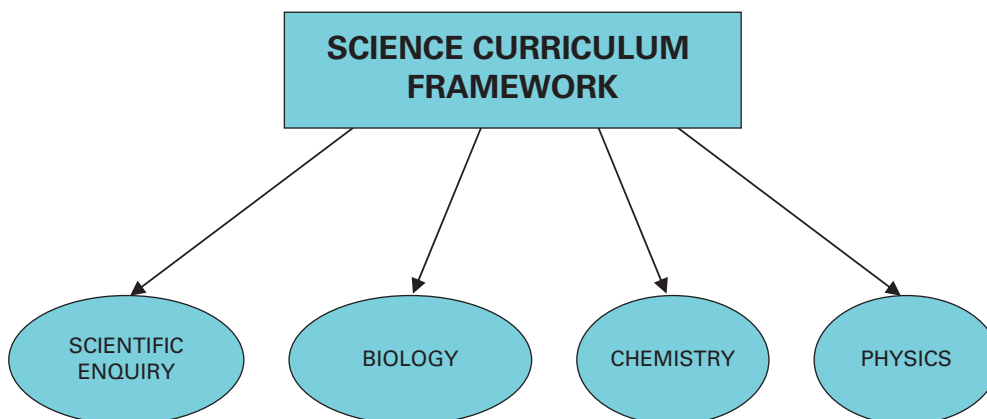 SCIENCE CURRICULUM
FRAMEWORK
SCIENTIFIC
ENQUIRY
BIOLOGY
CHEMISTRY
PHYSICS